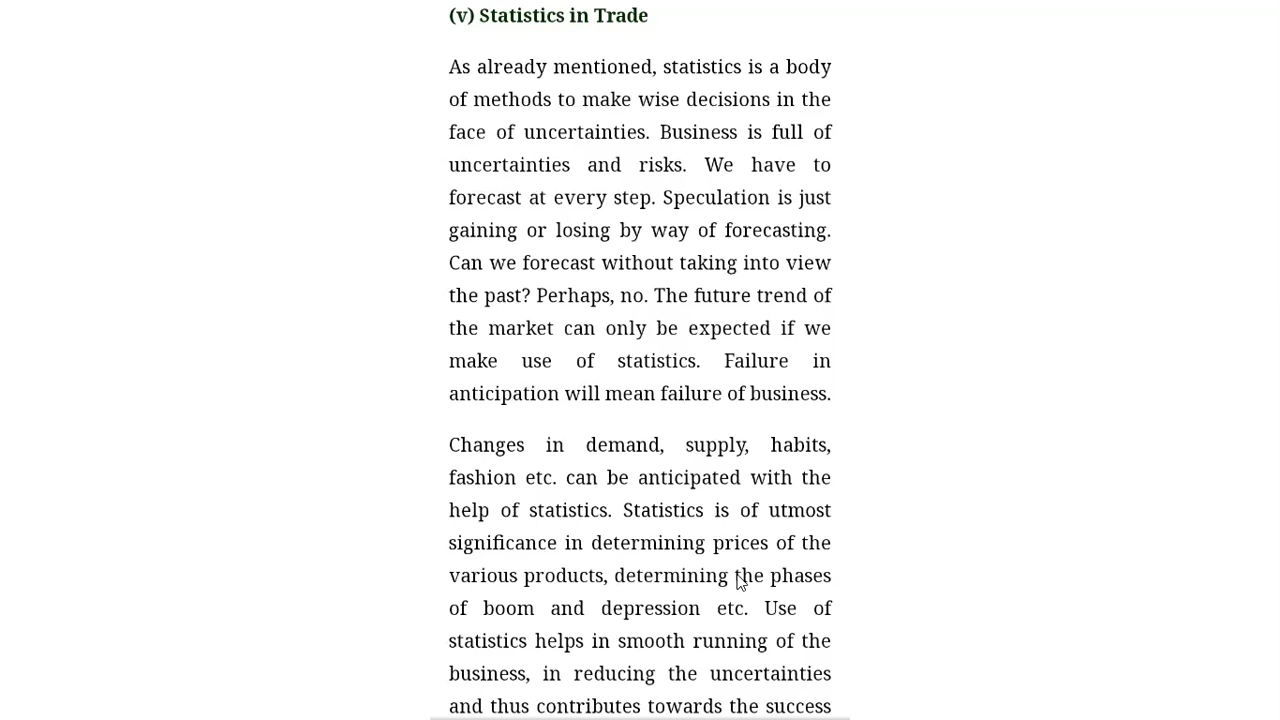 (v) Statistics in Trade
As already mentioned, statistics is a body
of methods to make wise decisions in the
face of uncertainties. Business is full of
uncertainties and risks. We have to
forecast at every step. Speculation is just
gaining or losing by way of forecasting.
Can we forecast without taking into view
the past? Perhaps, no. The future trend of
the market can only be expected if we
make use of statistics. Failure in
anticipation will mean failure of business.
Changes in demand, supply, habits,
fashion etc. can be anticipated with the
help of statistics. Statistics is of utmost
significance in determining prices of the
various products, determining the phases
of boom and depression etc. Use of
statistics helps in smooth running of the
business, in reducing the uncertainties
and thus contributes towards the success